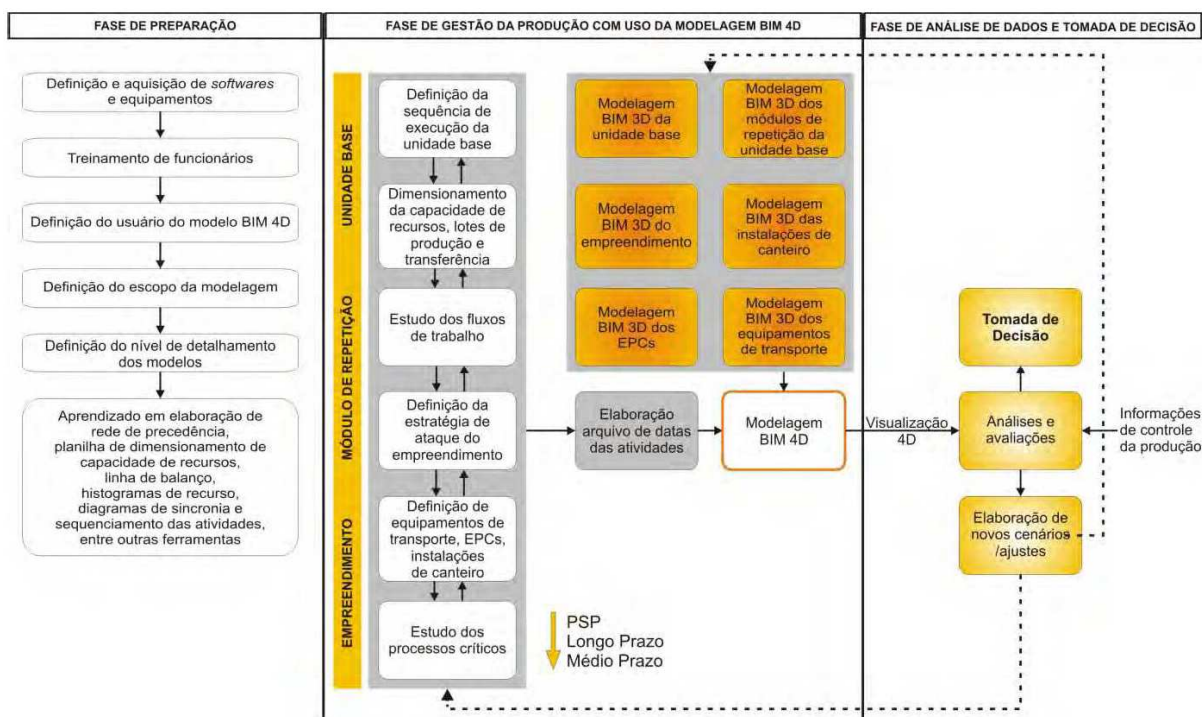 FASE DE PREPARAÇÃO
FASE DE GESTÃO DA PRODUÇÃO COM USO DA MODELAGEM BIM 4D
FASE DE ANÁLISE DE DADOS E TOMADA DE DECISÃO
Definição e aquisição de softwares
e equipamentos
Treinamento de funcionários
Definição do usuário do modelo BIM 4D
Definição do escopo da modelagem
Definição do nível de detalhamento
dos modelos
Aprendizado em elaboração de
rede de precedência,
planilha de dimensionamento de
capacidade de recursos,
linha de balanço,
histogramas de recurso,
diagramas de sincronia e
sequenciamento das atividades,
entre outras ferramentas
UNIDADE BASE
MÓDULO DE REPETIÇÃO
EMPREENDIMENTO
Definição da
sequência de
execução da
unidade base
Dimensionamento
da capacidade de
recursos, lotes de
produção e
transferência
Estudo dos fluxos
de trabalho
Definição da
estratégia de
ataque do
empreendimento
Definição de
equipamentos de
transporte, EPCs,
instalações
de canteiro
Estudo dos
processos críticos
Modelagem
BIM 3D da
unidade base
Modelagem
BIM 3D dos
módulos de
repetição da
unidade base
Modelagem
BIM 3D do
empreendimento
Modelagem
BIM 3D das
instalações de
canteiro
Modelagem
BIM 3D dos
EPCs
Modelagem
BIM 3D dos
equipamentos
de transporte
Elaboração
arquivo de datas
das atividades
Modelagem
BIM 4D
PSP
Longo Prazo
Médio Prazo
Visualização
4D
Tomada de
Decisão
Análises e
avaliações
Elaboração de
novos cenários
/ajustes
Informações
de controle
da produção